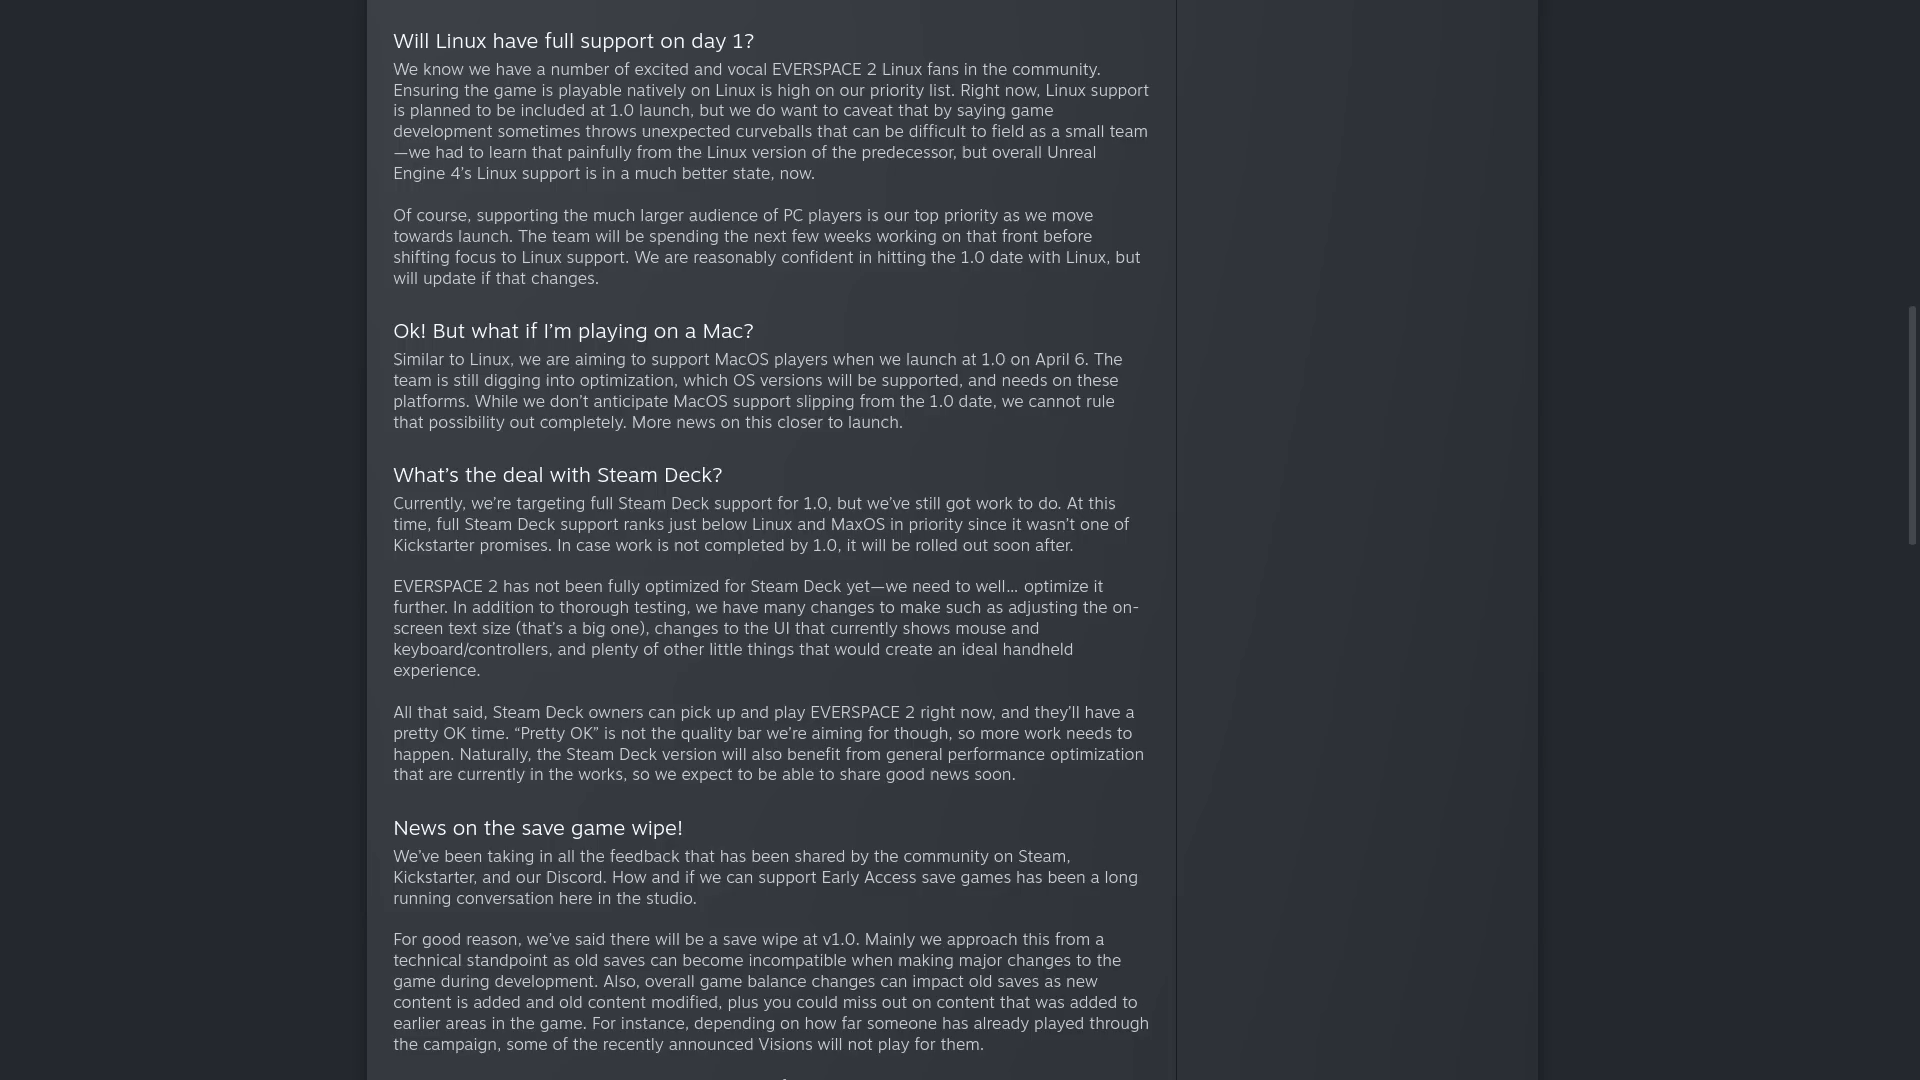 Will Linux have full support on day 1?
We know we have a number of excited and vocal EVERSPACE 2 Linux fans in the community.
Ensuring the game is playable natively on Linux is high on our priority list. Right now, Linux support
is planned to be included at 1.0 launch, but we do want to caveat that by saying game
development sometimes throws unexpected curveballs that can be difficult to field as a small team
—we had to learn that painfully from the Linux version of the predecessor, but overall Unreal
Engine 4’s Linux support is in a much better state, now.
Of course, supporting the much larger audience of PC players is our top priority as we move
towards launch. The team will be spending the next few weeks working on that front before
shifting focus to Linux support. We are reasonably confident in hitting the 1.0 date with Linux, but
will update if that changes.
Ok! But what if I’m playing on a Mac?
Similar to Linux, we are aiming to support MacOS players when we launch at 1.0 on April 6. The
team is still digging into optimization, which OS versions will be supported, and needs on these
platforms. While we don’t anticipate MacOS support slipping from the 1.0 date, we cannot rule
that possibility out completely. More news on this closer to launch.
What’s the deal with Steam Deck?
Currently, we’re targeting full Steam Deck support for 1.0, but we’ve still got work to do. At this
time, full Steam Deck support ranks just below Linux and MaxOS in priority since it wasn’t one of
Kickstarter promises. In case work is not completed by 1.0, it will be rolled out soon after.
EVERSPACE 2 has not been fully optimized for Steam Deck yet—we need to well… optimize it
further. In addition to thorough testing, we have many changes to make such as adjusting the on-
screen text size (that’s a big one), changes to the UI that currently shows mouse and
keyboard/controllers, and plenty of other little things that would create an ideal handheld
experience.
All that said, Steam Deck owners can pick up and play EVERSPACE 2 right now, and they’ll have a
pretty OK time. “Pretty OK” is not the quality bar we’re aiming for though, so more work needs to
happen. Naturally, the Steam Deck version will also benefit from general performance optimization
that are currently in the works, so we expect to be able to share good news soon.
News on the save game wipe!
We’ve been taking in all the feedback that has been shared by the community on Steam,
Kickstarter, and our Discord. How and if we can support Early Access save games has been a long
running conversation here in the studio.
For good reason, we’ve said there will be a save wipe at v1.0. Mainly we approach this from a
technical standpoint as old saves can become incompatible when making major changes to the
game during development. Also, overall game balance changes can impact old saves as new
content is added and old content modified, plus you could miss out on content that was added to
earlier areas in the game. For instance, depending on how far someone has already played through
the campaign, some of the recently announced Visions will not play for them.